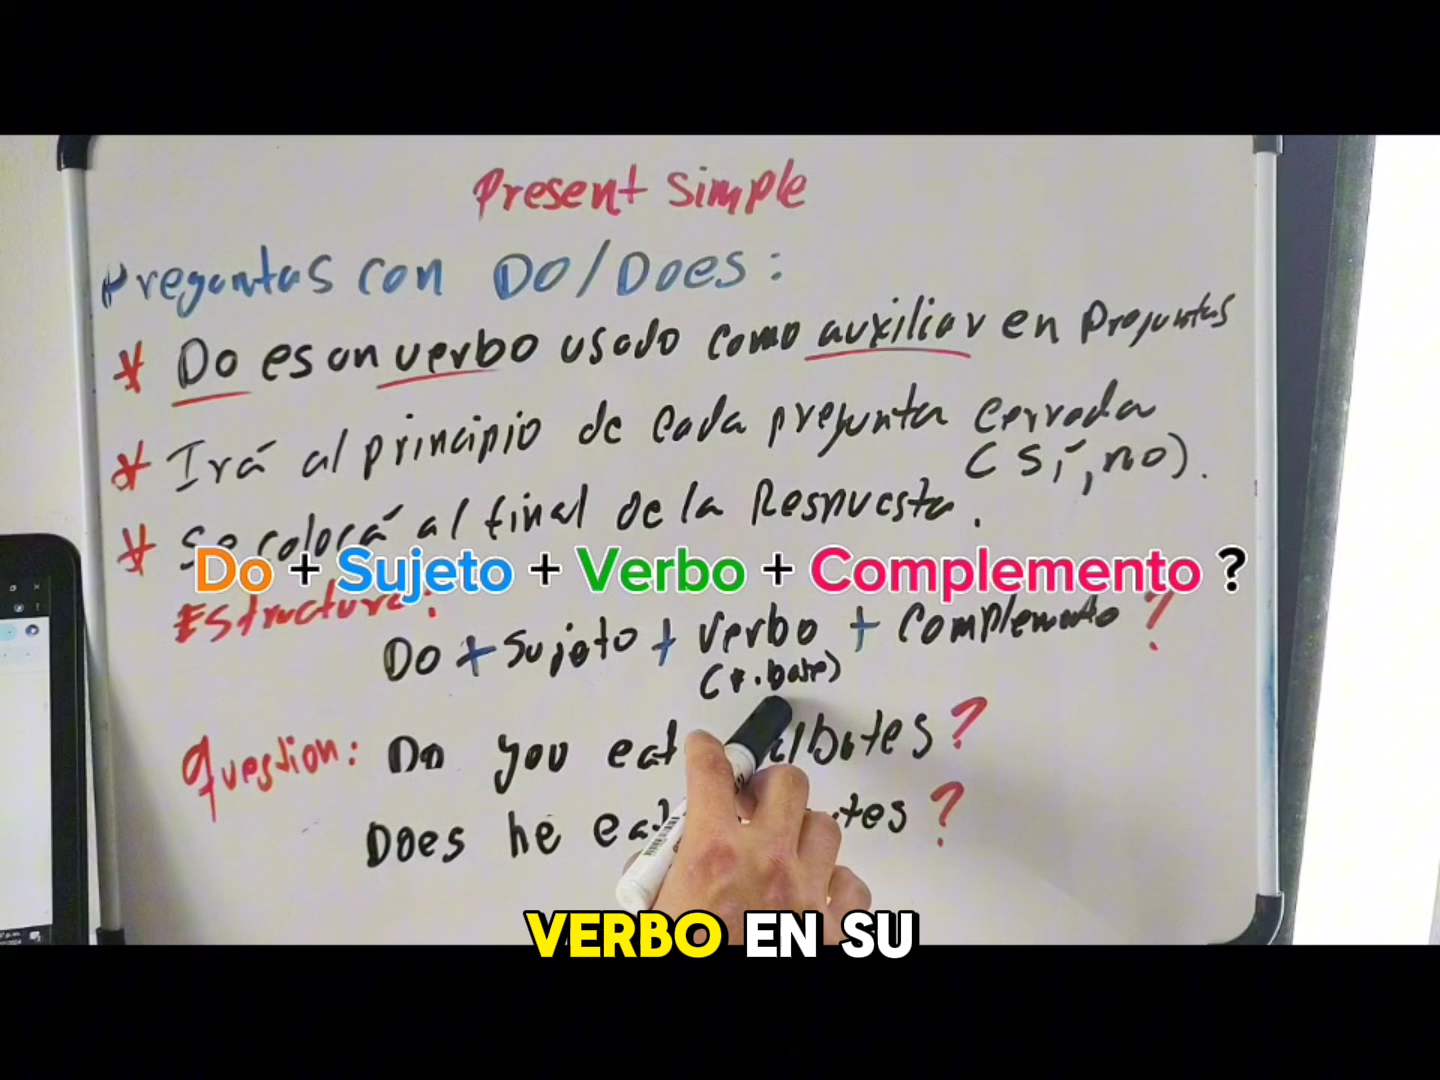 Present Simple
Preguntas con Do/Does:
* Do es un verbo usado como auxiliar en Preguntas
* Irá al principio de cada pregunta cerrada
(Sí, no).
* Se colocá al final de la Respuesta.
Do + Sujeto + Verbo + Complemento ?
Estructura:
Do + Sujeto + Verbo + Complemento ?
(F. base)
Question: Do you eat ?
Does he eat ?
VERBO EN SU